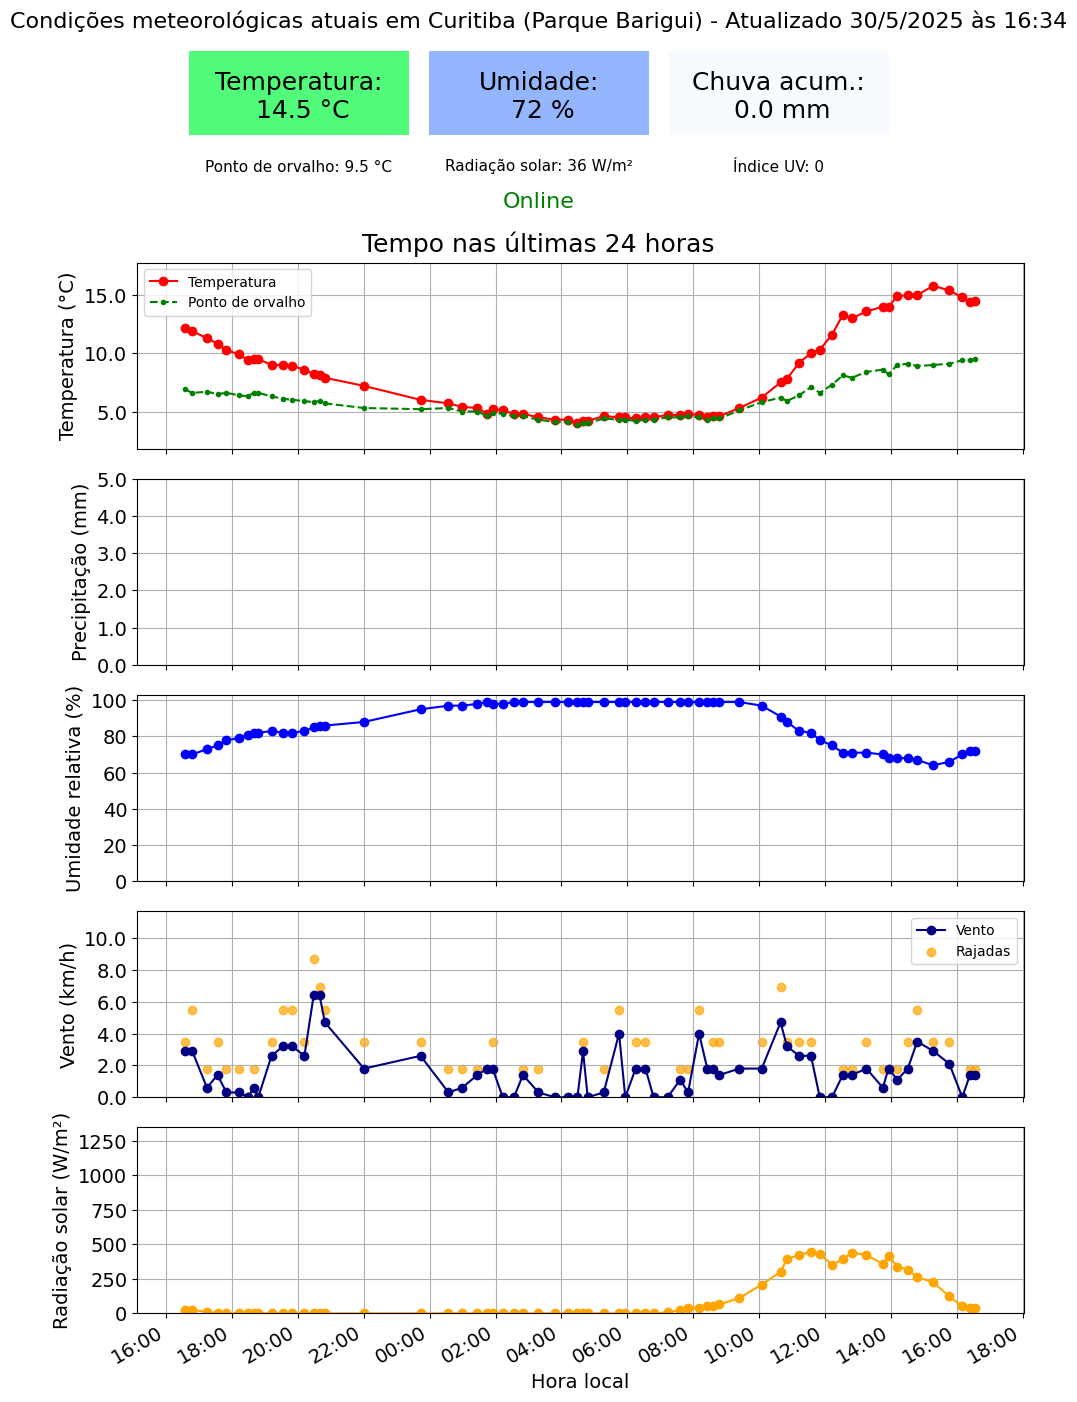 Condições meteorológicas atuais em Curitiba (Parque Barigui) - Atualizado 30/5/2025 às 16:34
Temperatura:
14.5 °C
Umidade:
72 %
Chuva acum.:
0.0 mm
Ponto de orvalho: 9.5 °C
Radiação solar: 36 W/m²
Índice UV: 0
Online
Tempo nas últimas 24 horas
Temperatura (°C)
15.0
10.0
5.0
Temperatura
Ponto de orvalho
Precipitação (mm)
5.0
4.0
3.0
2.0
1.0
0.0
Umidade relativa (%)
100
80
60
40
20
0
Vento (km/h)
10.0
8.0
6.0
4.0
2.0
0.0
Vento
Rajadas
Radiação solar (W/m²)
1250
1000
750
500
250
0
16:00
18:00
20:00
22:00
00:00
02:00
04:00
06:00
08:00
10:00
12:00
14:00
16:00
18:00
Hora local